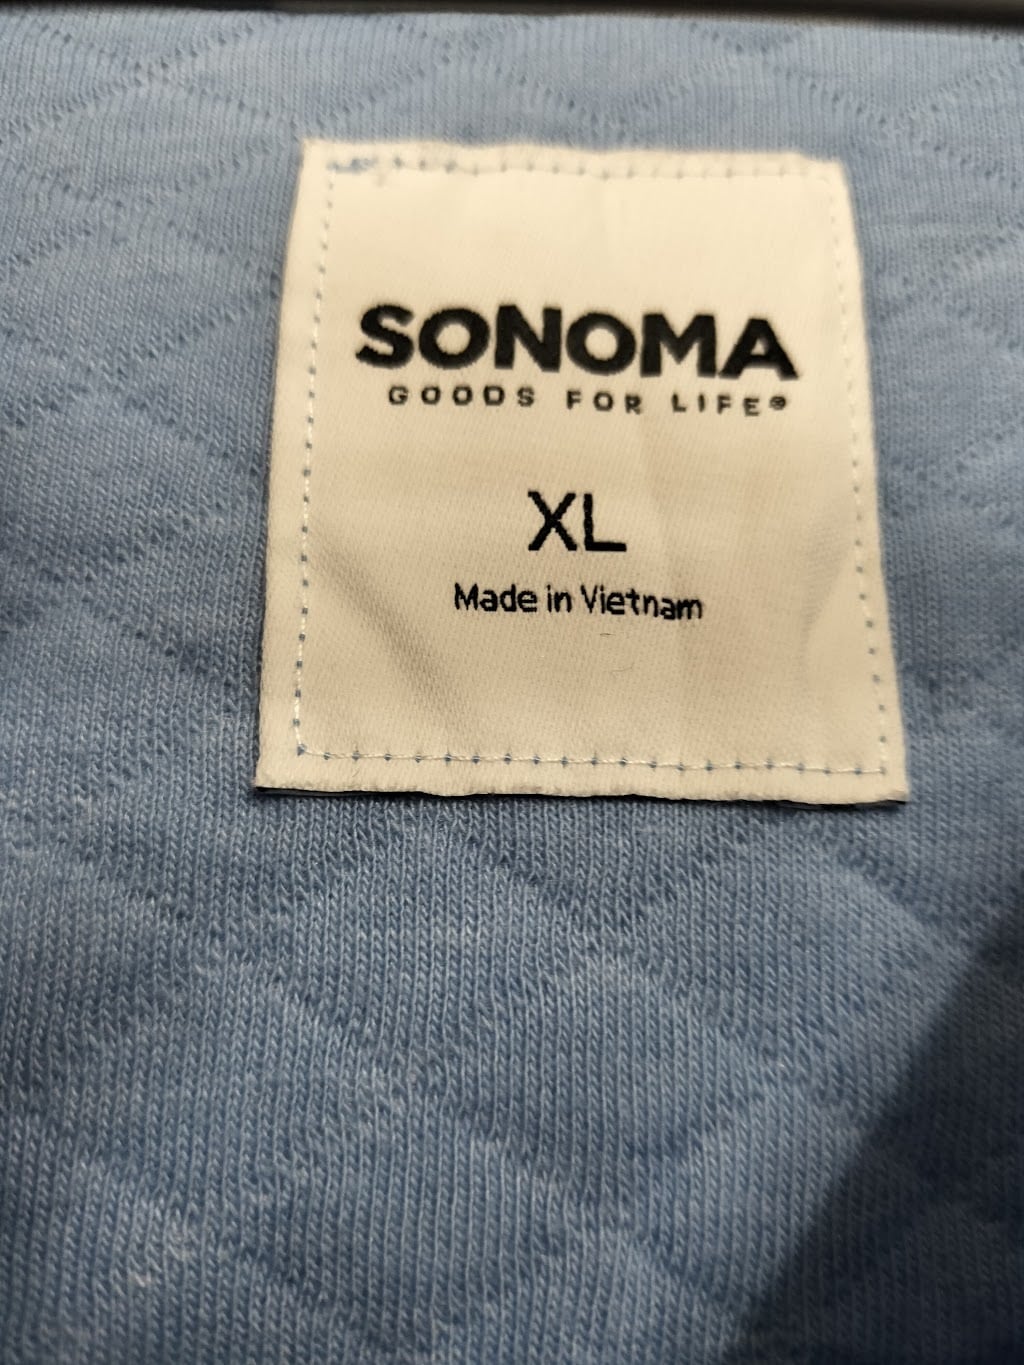 SONOMA
GOODS FOR LIFE®
XL
Made in Vietnam